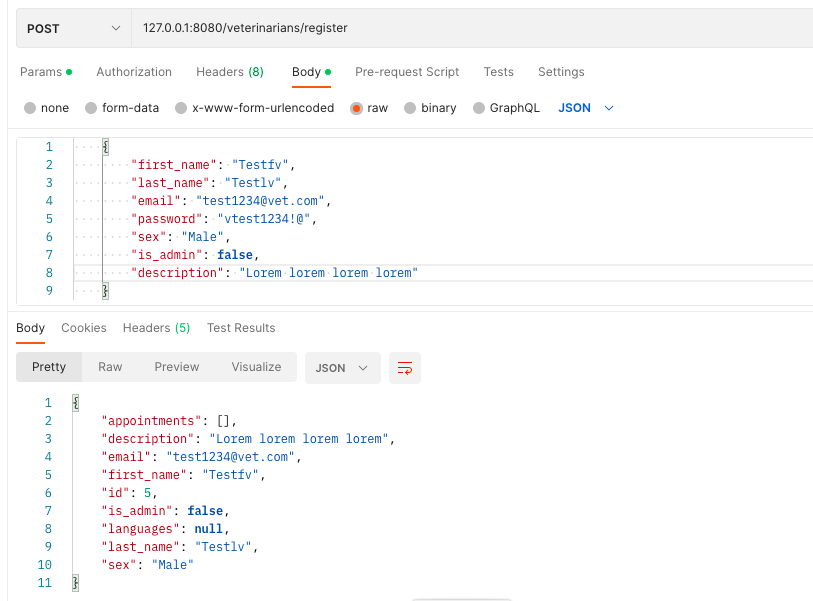 POST 127.0.0.1:8080/veterinarians/register
Params Authorization Headers (8) Body Pre-request Script Tests Settings
none form-data x-www-form-urlencoded raw binary GraphQL JSON
1 {
2 "first_name": "Testfv",
3 "last_name": "Testlv",
4 "email": "test1234@vet.com",
5 "password": "vtest1234!@",
6 "sex": "Male",
7 "is_admin": false,
8 "description": "Lorem lorem lorem lorem"
9 }
Body Cookies Headers (5) Test Results
Pretty Raw Preview Visualize JSON
1 {
2 "appointments": [],
3 "description": "Lorem lorem lorem lorem",
4 "email": "test1234@vet.com",
5 "first_name": "Testfv",
6 "id": 5,
7 "is_admin": false,
8 "languages": null,
9 "last_name": "Testlv",
10 "sex": "Male"
11 }